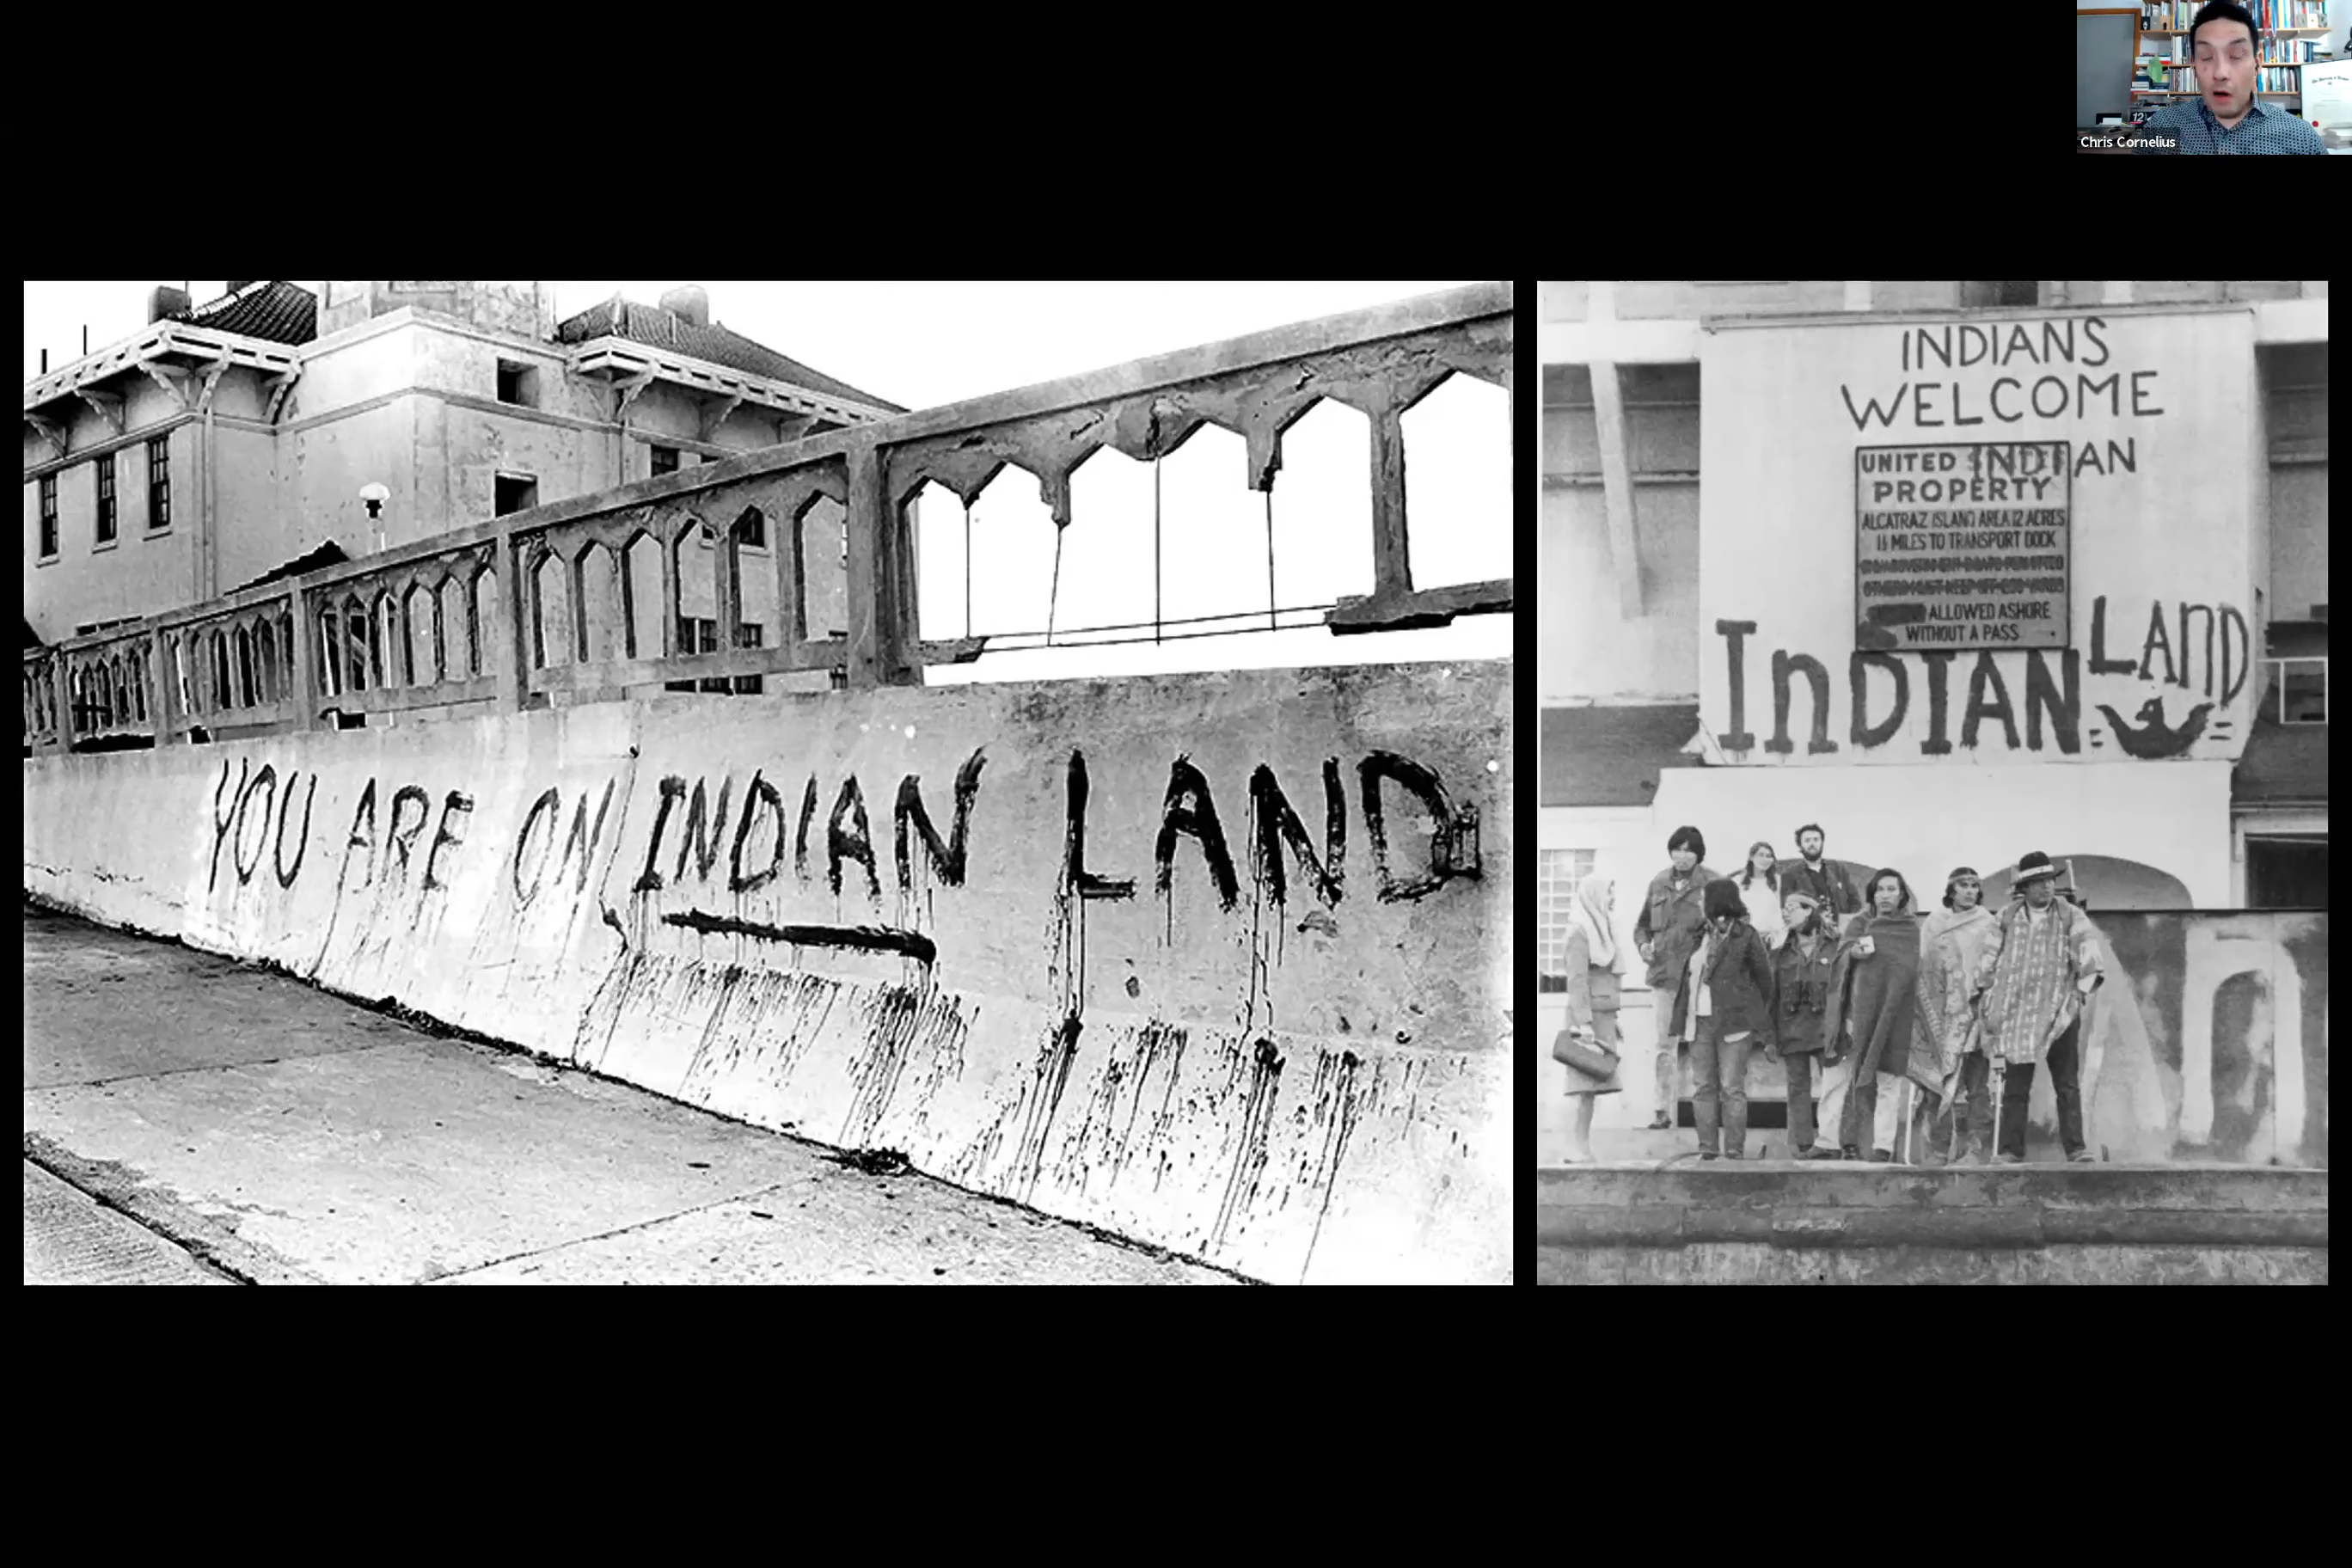 Chris Cornelius
YOU ARE ON INDIAN LAND
INDIANS
WELCOME
UNITED INDIAN
PROPERTY
ALCATRAZ ISLAND AREA 12 ACRES
1½ MILES TO TRANSPORT DOCK
ALLOWED ASHORE
WITHOUT A PASS
INDIAN LAND